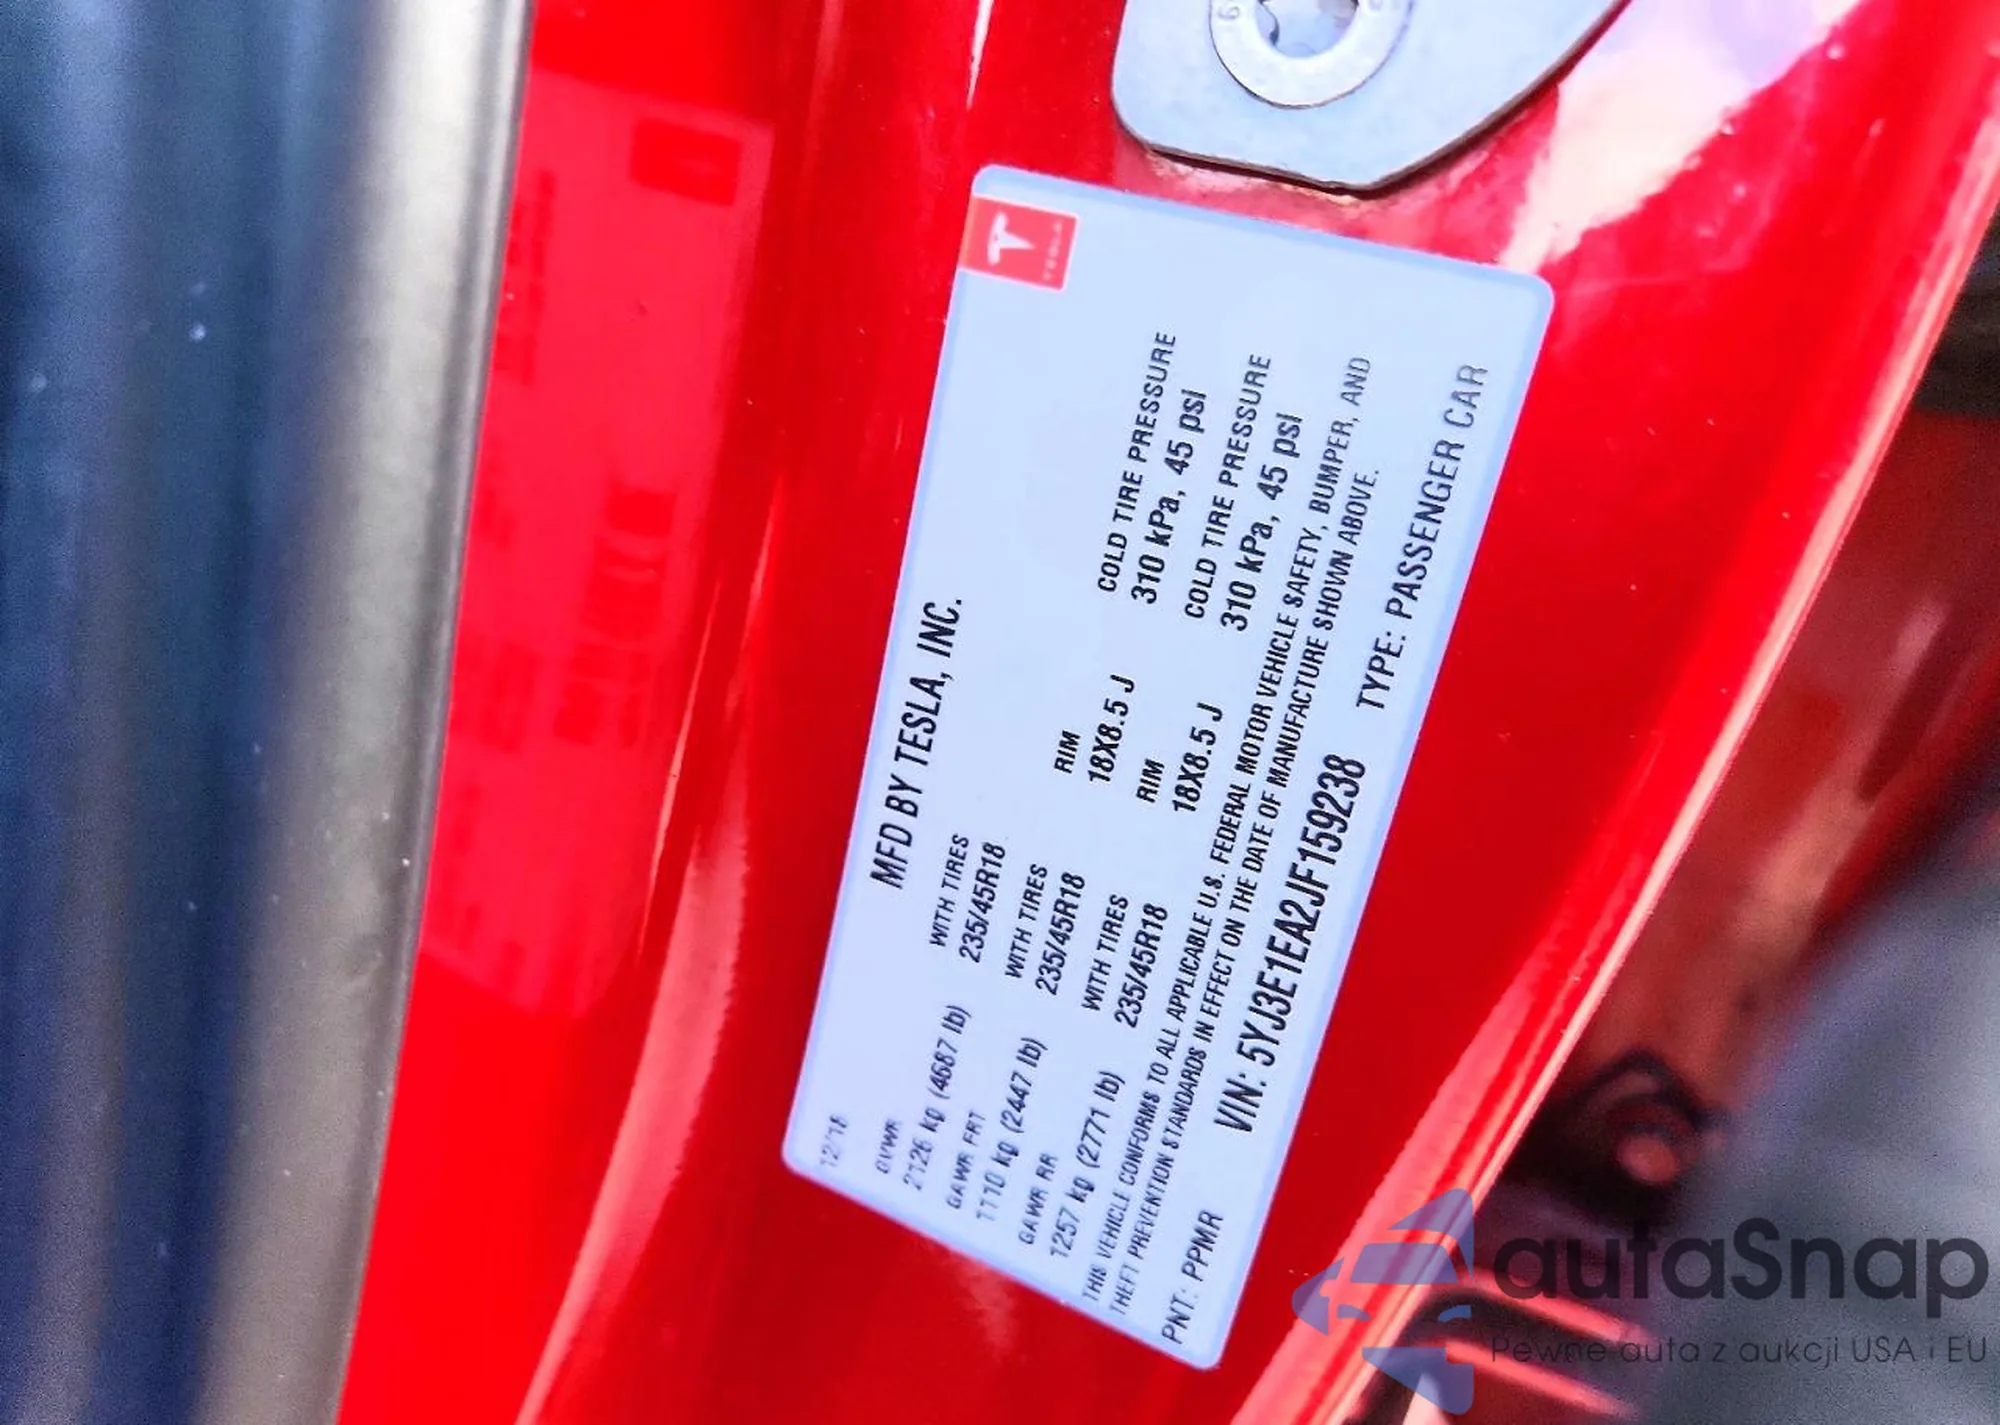 TESLA
MFD BY TESLA, INC.
12/18
GVWR
2126 kg (4687 lb)
WITH TIRES
235/45R18
GAWR FRT
1110 kg (2447 lb)
WITH TIRES
235/45R18
RIM
18X8.5 J
COLD TIRE PRESSURE
310 kPa, 45 psi
GAWR RR
1257 kg (2771 lb)
WITH TIRES
235/45R18
RIM
18X8.5 J
COLD TIRE PRESSURE
310 kPa, 45 psi
THIS VEHICLE CONFORMS TO ALL APPLICABLE U.S. FEDERAL MOTOR VEHICLE SAFETY, BUMPER, AND
THEFT PREVENTION STANDARDS IN EFFECT ON THE DATE OF MANUFACTURE SHOWN ABOVE.
VIN: 5YJ3E1EA2JF159238
PNT: PPMR
TYPE: PASSENGER CAR
autaSnap
Pewne auta z aukcji USA i EU